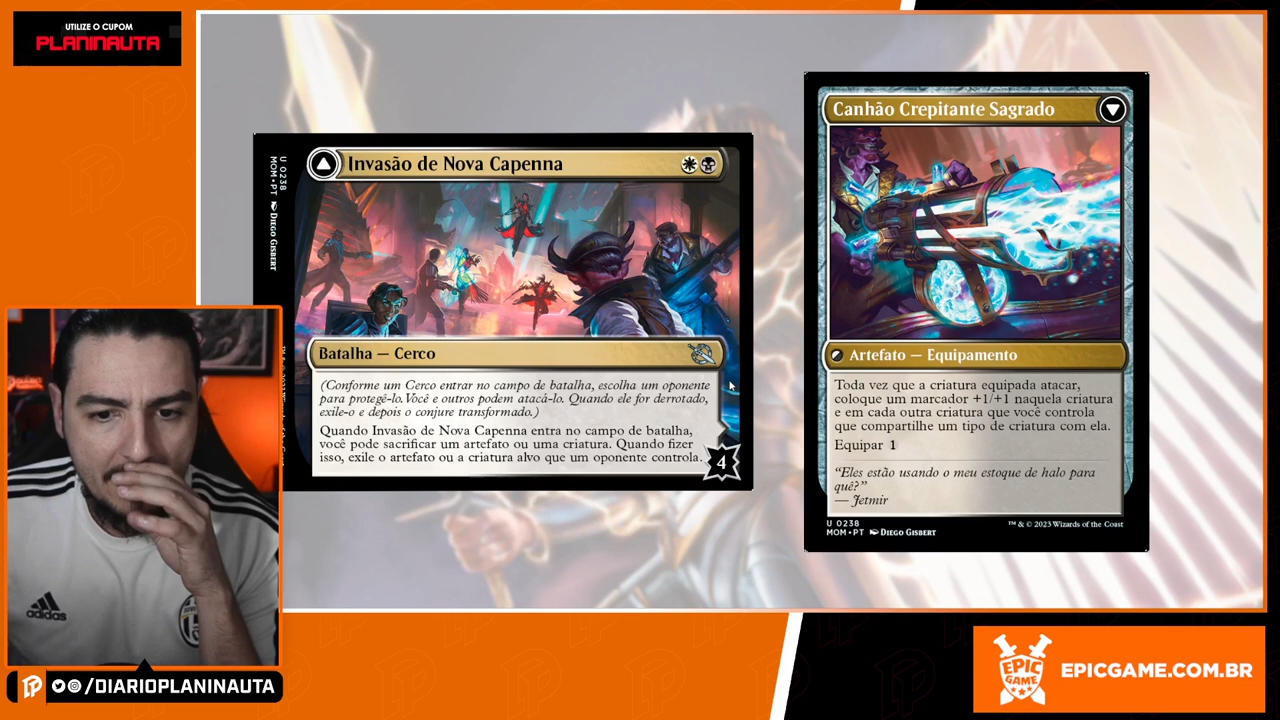 UTILIZE O CUPOM
PLANINAUTA
Invasão de Nova Capenna
U 0238
MOM • PT DIEGO GISBERT
Batalha — Cerco
(Conforme um Cerco entrar no campo de batalha, escolha um oponente
para protegê-lo. Você e outros podem atacá-lo. Quando ele for derrotado,
exile-o e depois o conjure transformado.)
Quando Invasão de Nova Capenna entra no campo de batalha,
você pode sacrificar um artefato ou uma criatura. Quando fizer
isso, exile o artefato ou a criatura alvo que um oponente controla.
4
Canhão Crepitante Sagrado
Artefato — Equipamento
Toda vez que a criatura equipada atacar,
coloque um marcador +1/+1 naquela criatura
e em cada outra criatura que você controla
que compartilhe um tipo de criatura com ela.
Equipar 1
“Eles estão usando o meu estoque de halo para
quê?”
— Jetmir
U 0238
MOM • PT DIEGO GISBERT
™ & © 2023 Wizards of the Coast
adidas
/DIARIOPLANINAUTA
EPIC
GAME
EPICGAME.COM.BR